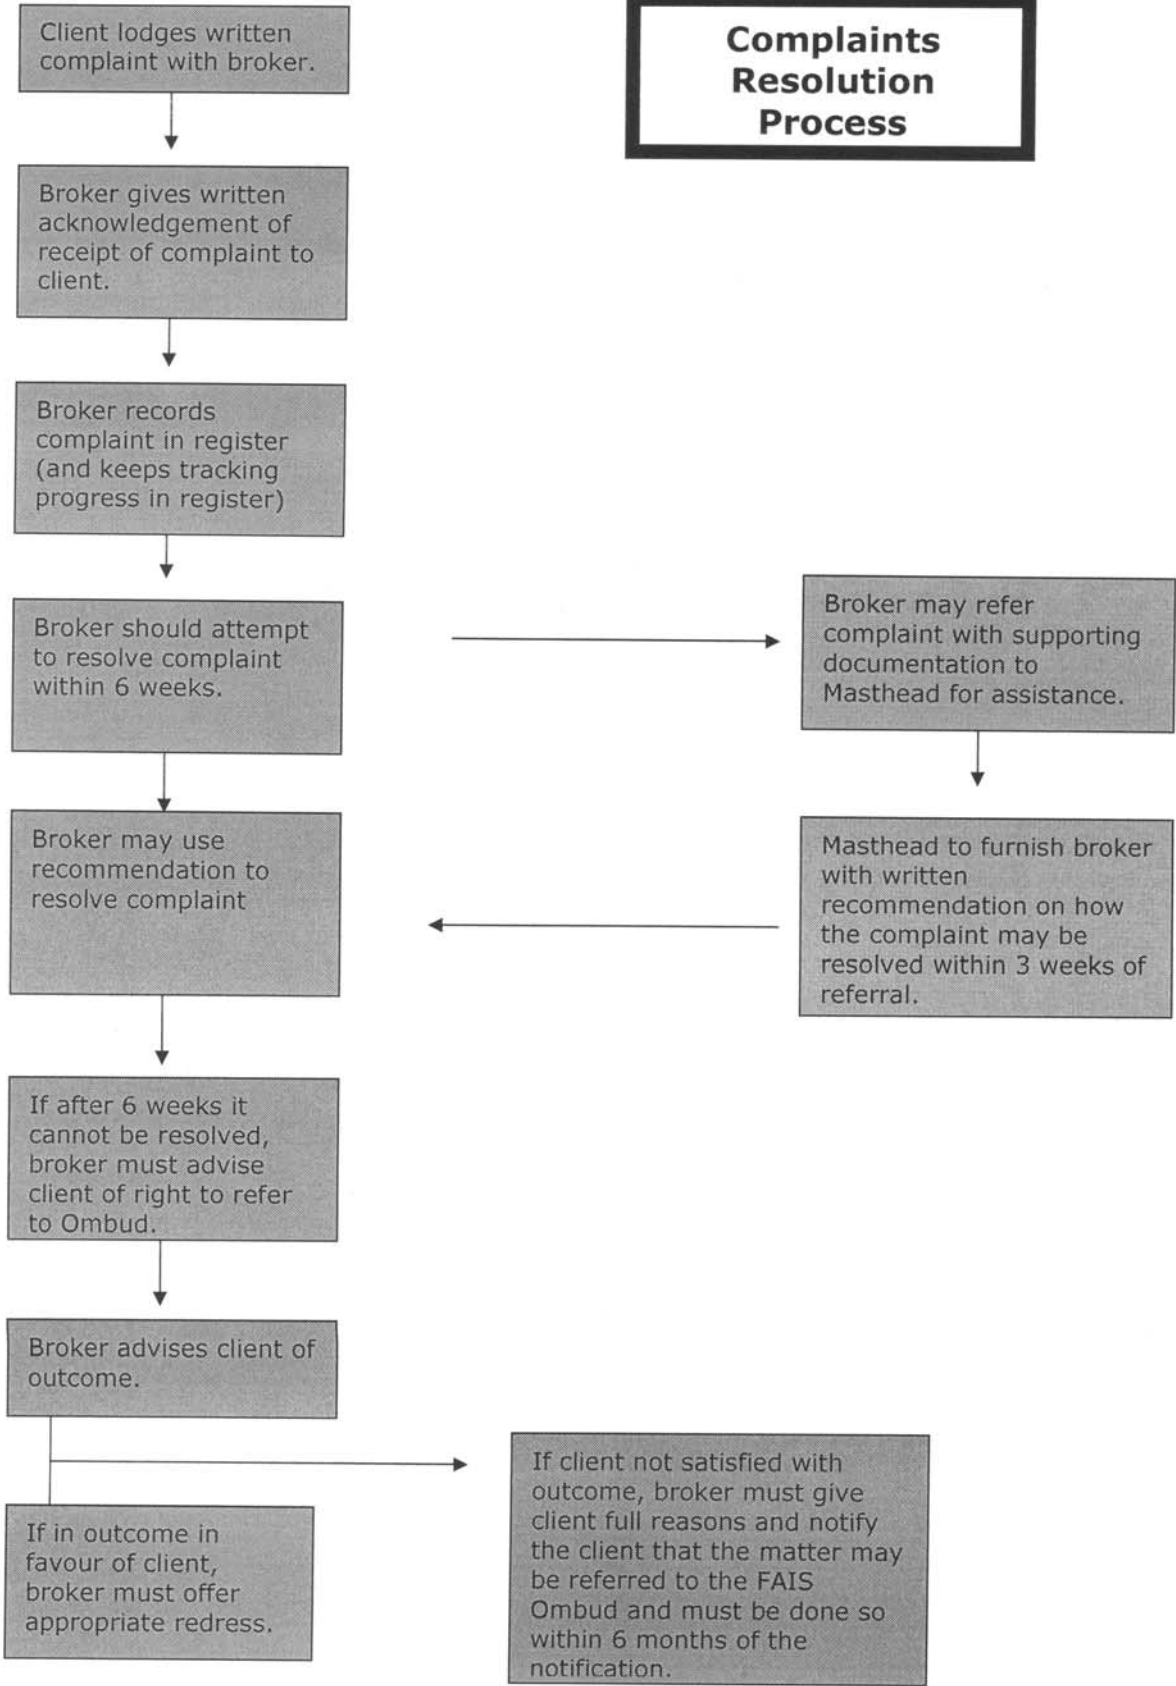 Complaints
Resolution
Process
Client lodges written
complaint with broker.
Broker gives written
acknowledgement of
receipt of complaint to
client.
Broker records
complaint in register
(and keeps tracking
progress in register)
Broker should attempt
to resolve complaint
within 6 weeks.
Broker may refer
complaint with supporting
documentation to
Masthead for assistance.
Masthead to furnish broker
with written
recommendation on how
the complaint may be
resolved within 3 weeks of
referral.
Broker may use
recommendation to
resolve complaint
If after 6 weeks it
cannot be resolved,
broker must advise
client of right to refer
to Ombud.
Broker advises client of
outcome.
If in outcome in
favour of client,
broker must offer
appropriate redress.
If client not satisfied with
outcome, broker must give
client full reasons and notify
the client that the matter may
be referred to the FAIS
Ombud and must be done so
within 6 months of the
notification.